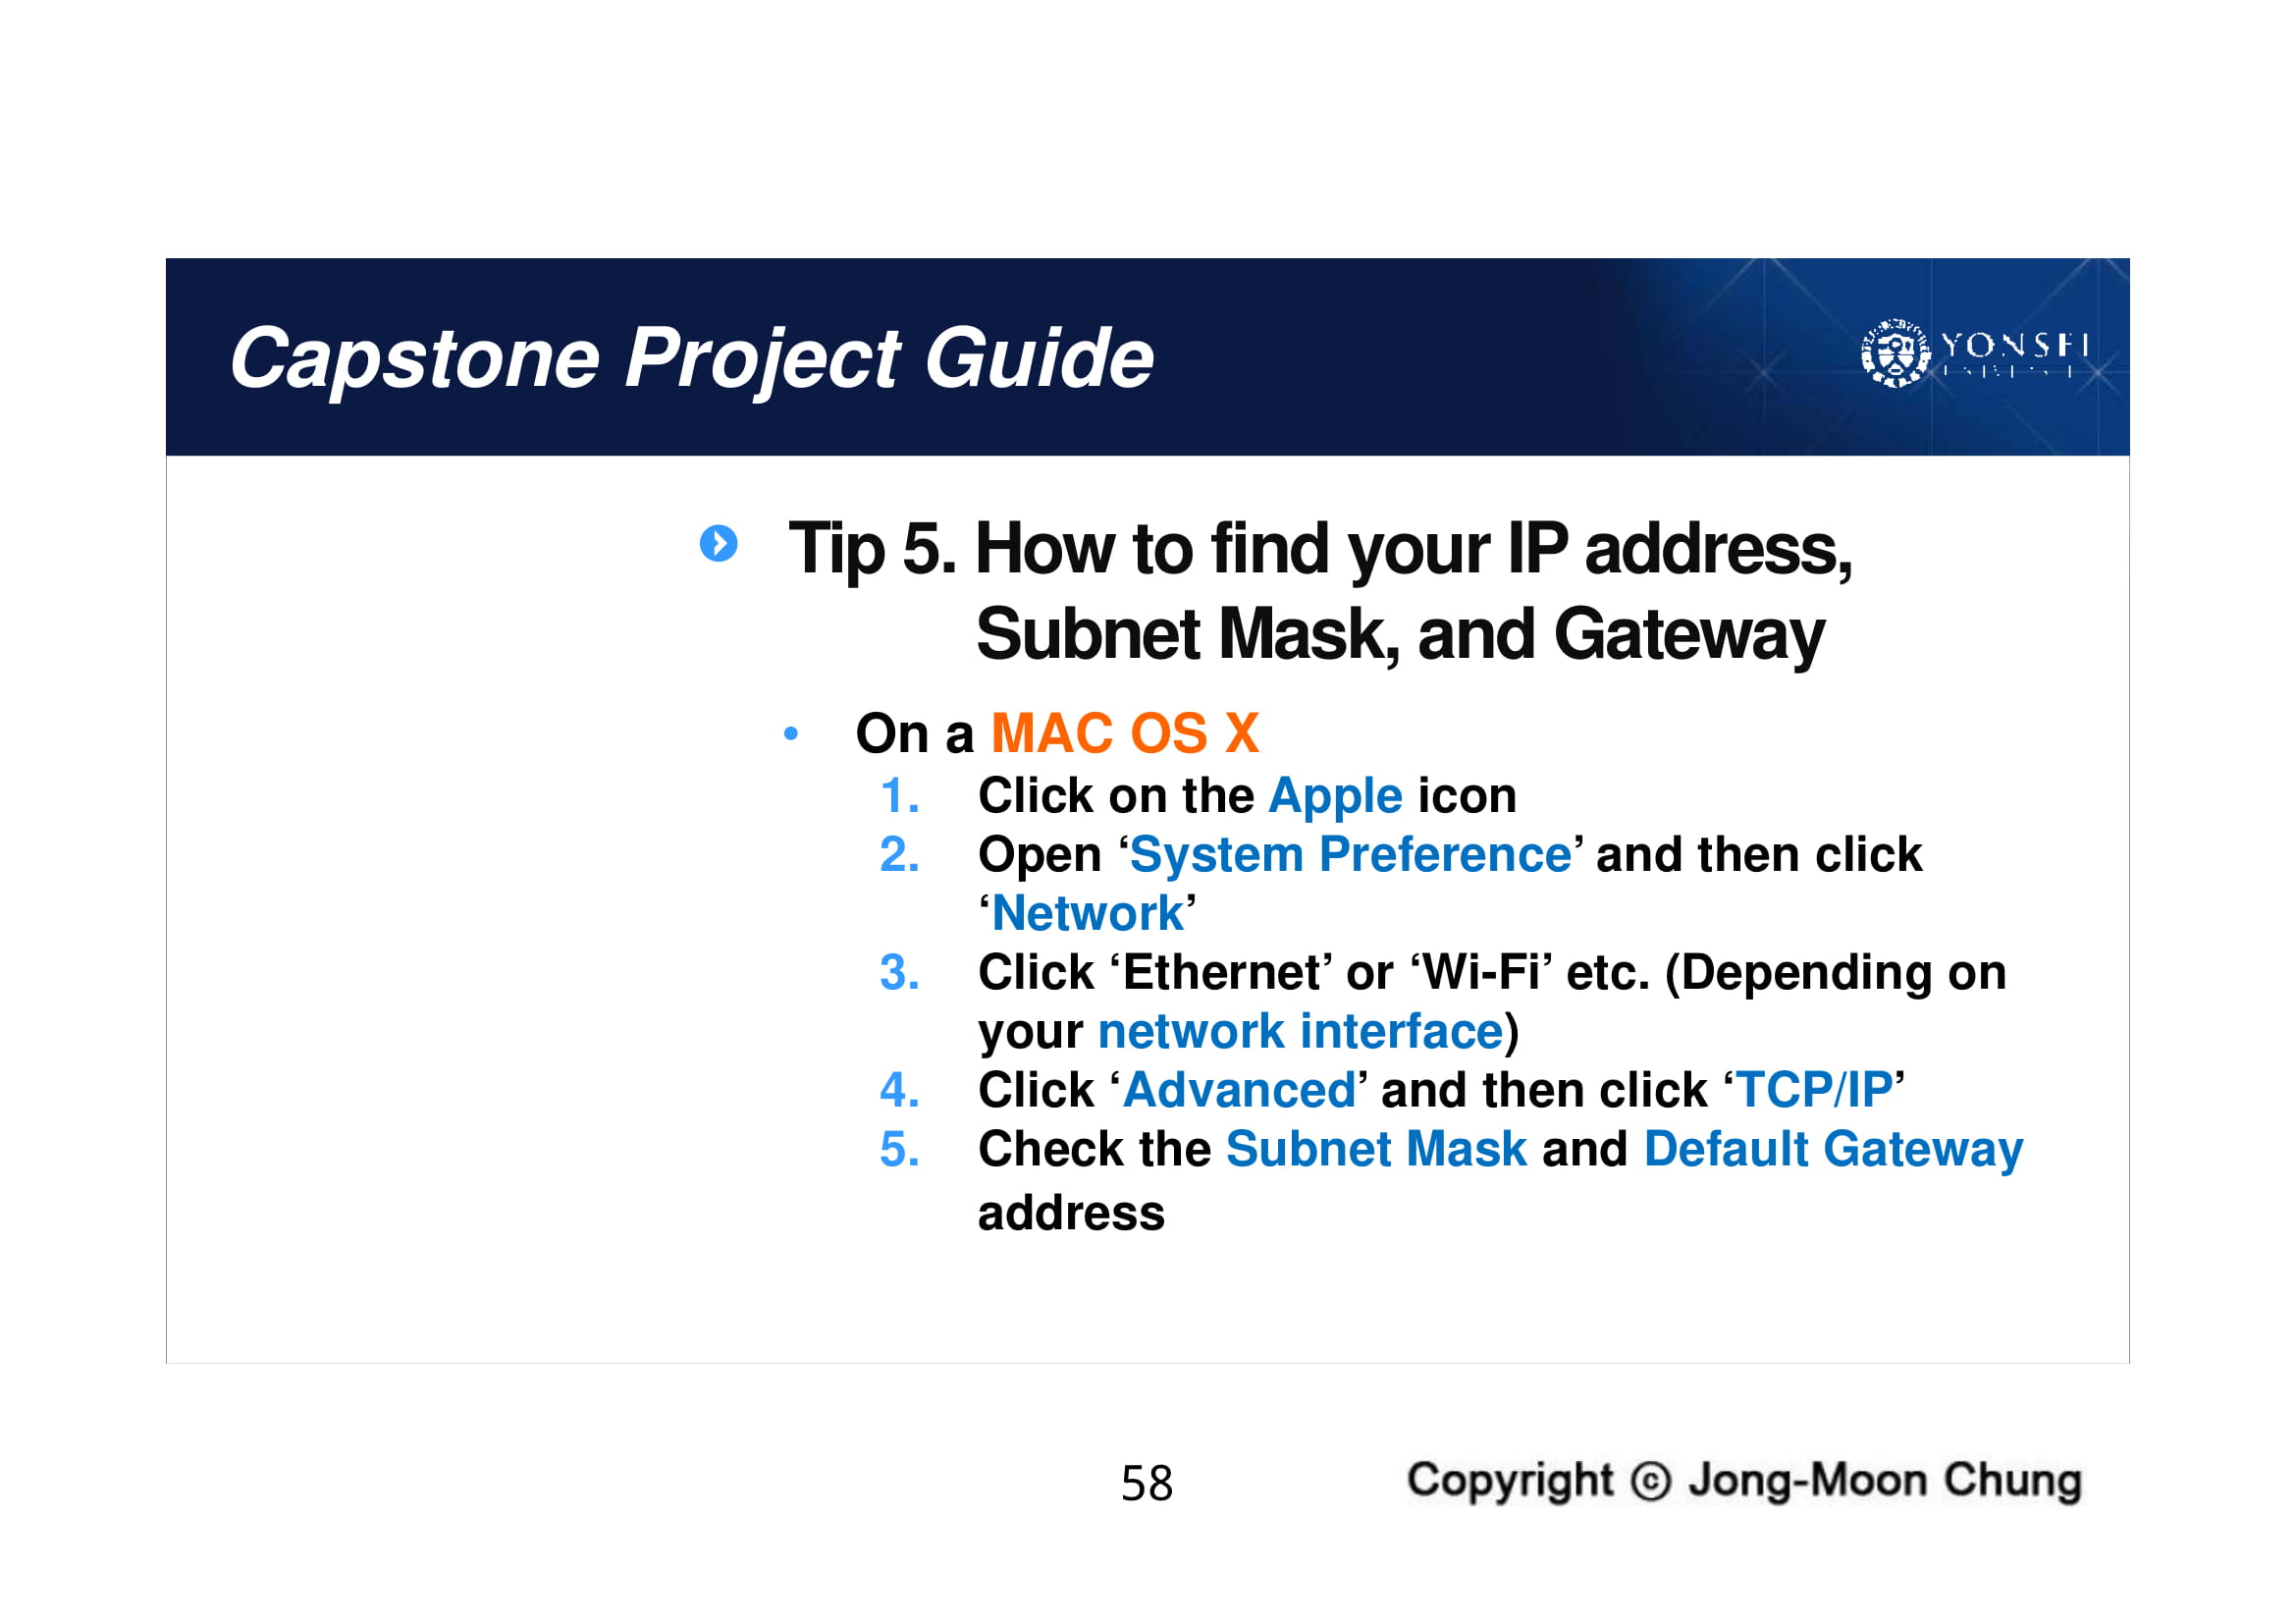 Capstone Project Guide
YONSEI
Tip 5. How to find your IP address,
Subnet Mask, and Gateway
• On a MAC OS X
1. Click on the Apple icon
2. Open ‘System Preference’ and then click
‘Network’
3. Click ‘Ethernet’ or ‘Wi-Fi’ etc. (Depending on
your network interface)
4. Click ‘Advanced’ and then click ‘TCP/IP’
5. Check the Subnet Mask and Default Gateway
address
58
Copyright ⓒ Jong-Moon Chung